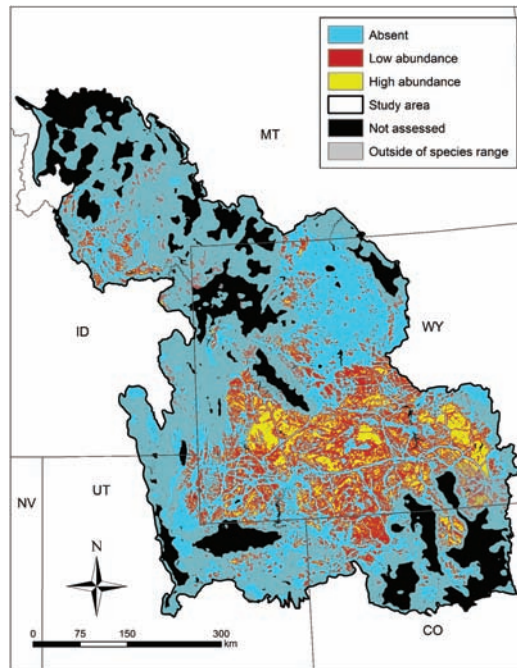 Absent
Low abundance
High abundance
Study area
Not assessed
Outside of species range
MT
ID
WY
NV
UT
N
CO
0 75 150 300
km